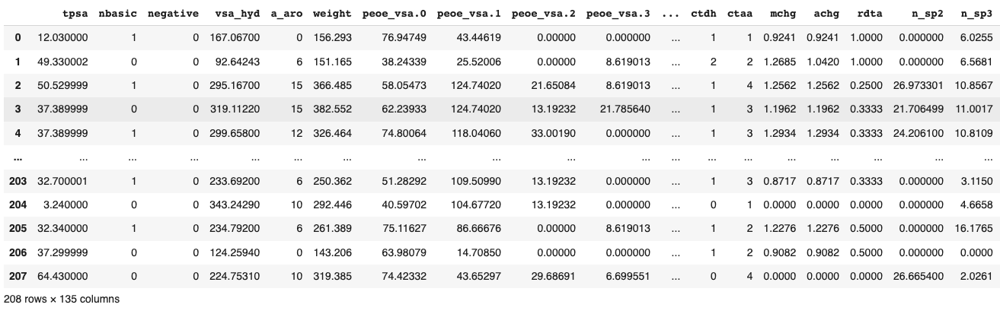 tpsa nbasic negative vsa_hyd a_aro weight peoe_vsa.0 peoe_vsa.1 peoe_vsa.2 peoe_vsa.3 ... ctdh ctaa mchg achg rdta n_sp2 n_sp3
0 12.030000 1 0 167.06700 0 156.293 76.94749 43.44619 0.00000 0.000000 ... 1 1 0.9241 0.9241 1.0000 0.000000 6.0255
1 49.330002 0 0 92.64243 6 151.165 38.24339 25.52006 0.00000 8.619013 ... 2 2 1.2685 1.0420 1.0000 0.000000 6.5681
2 50.529999 1 0 295.16700 15 366.485 58.05473 124.74020 21.65084 8.619013 ... 1 4 1.2562 1.2562 0.2500 26.973301 10.8567
3 37.389999 0 0 319.11220 15 382.552 62.23933 124.74020 13.19232 21.785640 ... 1 3 1.1962 1.1962 0.3333 21.706499 11.0017
4 37.389999 1 0 299.65800 12 326.464 74.80064 118.04060 33.00190 0.000000 ... 1 3 1.2934 1.2934 0.3333 24.206100 10.8109
... ... ... ... ... ... ... ... ... ... ... ... ... ... ... ... ... ... ...
203 32.700001 1 0 233.69200 6 250.362 51.28292 109.50990 13.19232 0.000000 ... 1 3 0.8717 0.8717 0.3333 0.000000 3.1150
204 3.240000 0 0 343.24290 10 292.446 40.59702 104.67720 13.19232 0.000000 ... 0 1 0.0000 0.0000 0.0000 0.000000 4.6658
205 32.340000 1 0 234.79200 6 261.389 75.11627 86.66676 0.00000 8.619013 ... 1 2 1.2276 1.2276 0.5000 0.000000 16.1765
206 37.299999 0 0 124.25940 0 143.206 63.98079 14.70850 0.00000 0.000000 ... 1 2 0.9082 0.9082 0.5000 0.000000 0.0000
207 64.430000 0 0 224.75310 10 319.385 74.42332 43.65297 29.68691 6.699551 ... 0 4 0.0000 0.0000 0.0000 26.665400 2.0261
208 rows × 135 columns